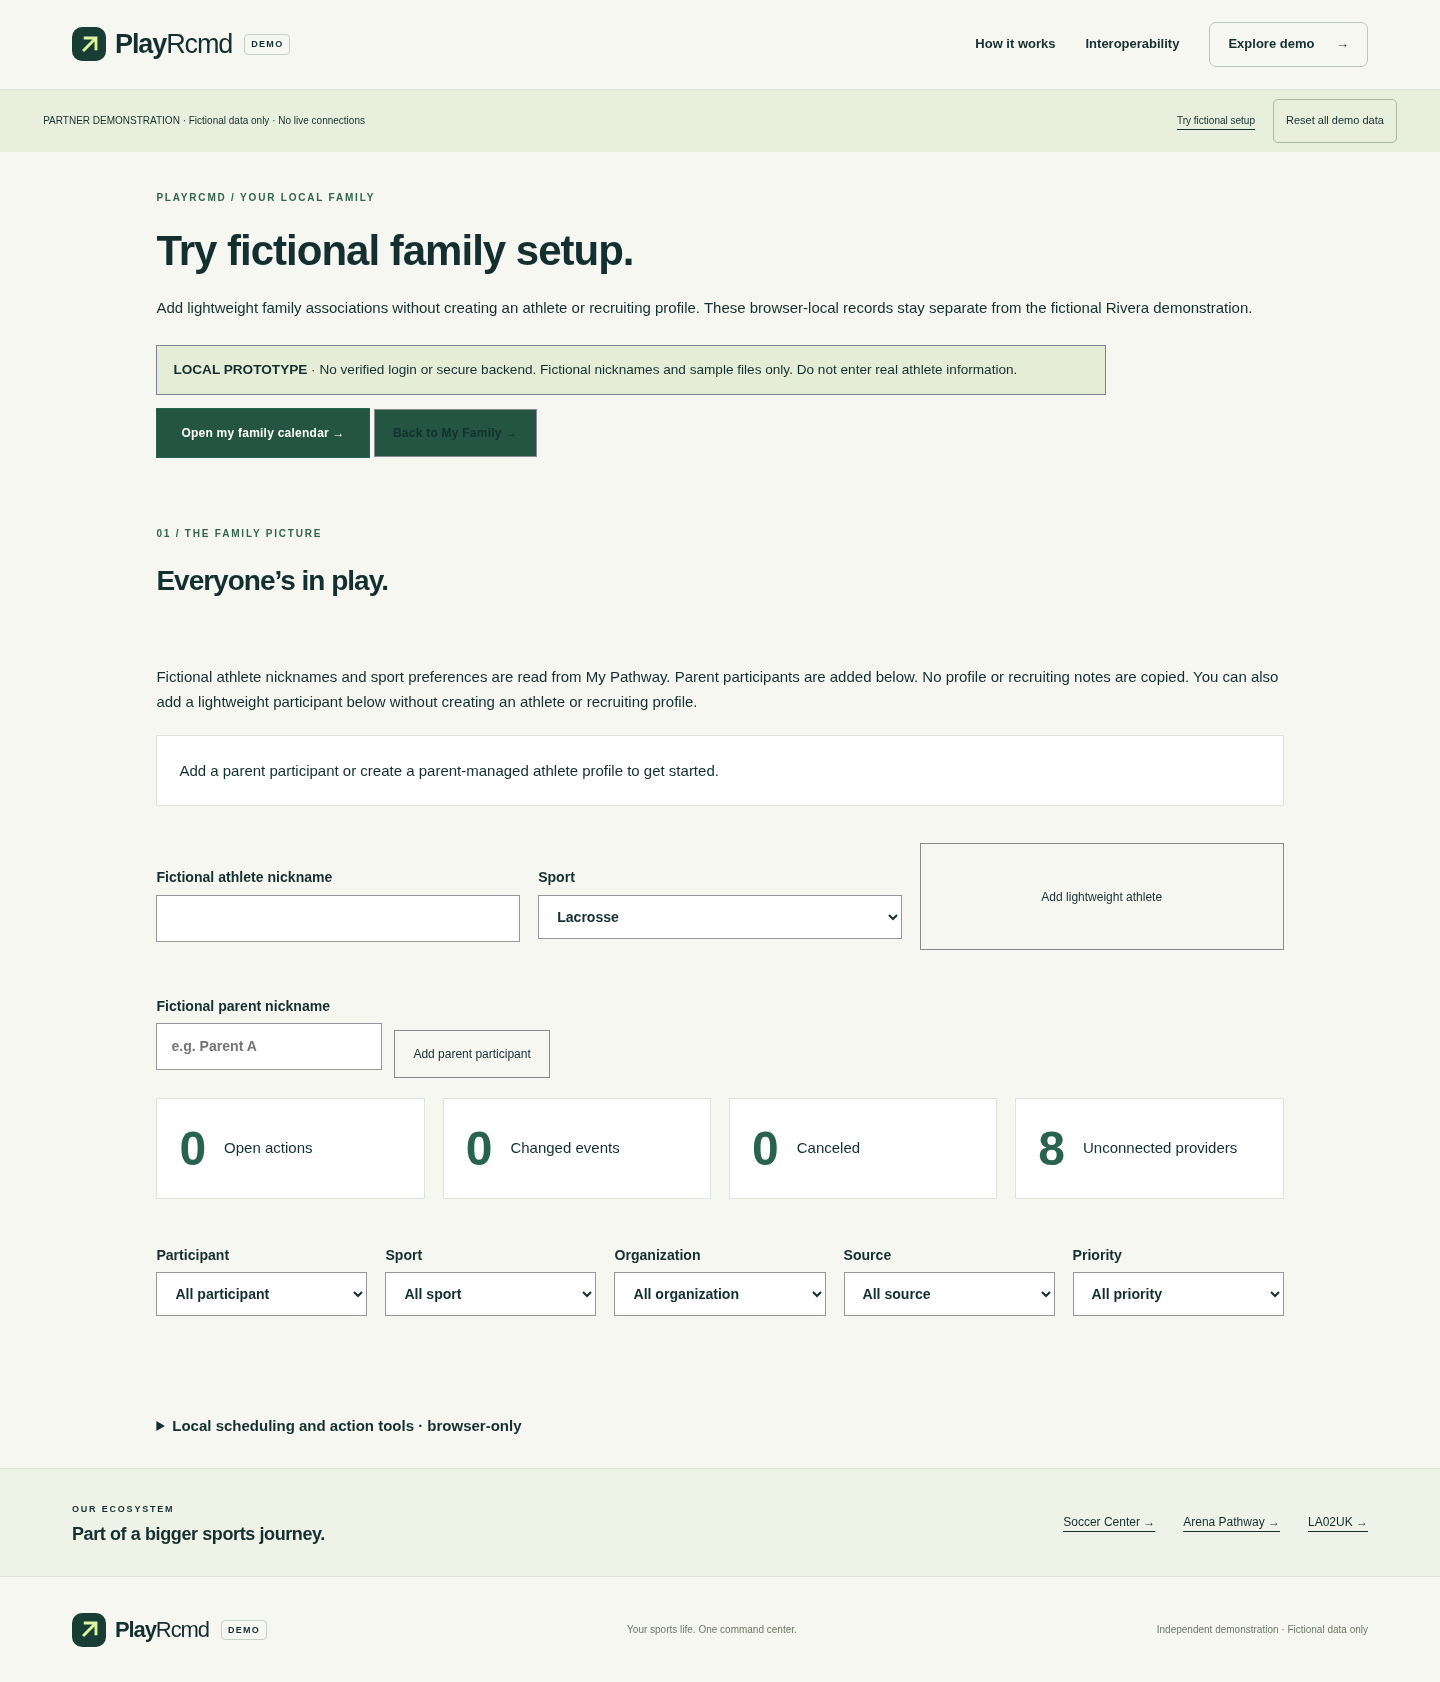 PlayRcmd DEMO
How it works Interoperability Explore demo →
PARTNER DEMONSTRATION · Fictional data only · No live connections
Try fictional setup Reset all demo data
PLAYRCMD / YOUR LOCAL FAMILY
Try fictional family setup.
Add lightweight family associations without creating an athlete or recruiting profile. These browser-local records stay separate from the fictional Rivera demonstration.
LOCAL PROTOTYPE · No verified login or secure backend. Fictional nicknames and sample files only. Do not enter real athlete information.
Open my family calendar → Back to My Family →
01 / THE FAMILY PICTURE
Everyone’s in play.
Fictional athlete nicknames and sport preferences are read from My Pathway. Parent participants are added below. No profile or recruiting notes are copied. You can also
add a lightweight participant below without creating an athlete or recruiting profile.
Add a parent participant or create a parent-managed athlete profile to get started.
Fictional athlete nickname Sport
Lacrosse
Add lightweight athlete
Fictional parent nickname
e.g. Parent A
Add parent participant
0 Open actions
0 Changed events
0 Canceled
8 Unconnected providers
Participant Sport Organization Source Priority
All participant All sport All organization All source All priority
▶ Local scheduling and action tools · browser-only
OUR ECOSYSTEM
Part of a bigger sports journey.
Soccer Center → Arena Pathway → LA02UK →
PlayRcmd DEMO
Your sports life. One command center.
Independent demonstration · Fictional data only